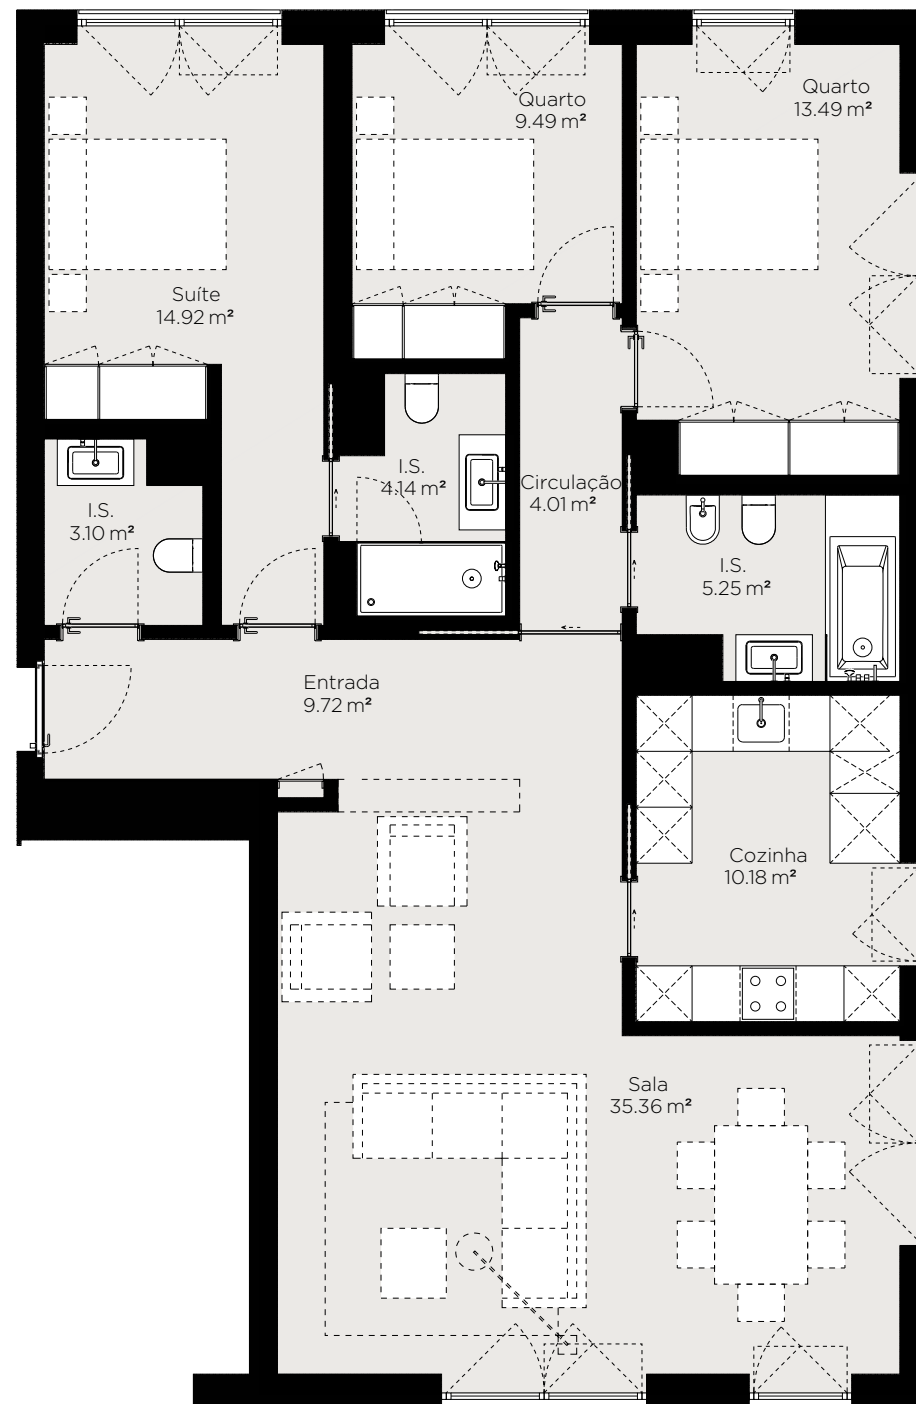 Quarto
9.49 m²
Quarto
13.49 m²
Suíte
14.92 m²
I.S.
4.14 m²
Circulação
4.01 m²
I.S.
3.10 m²
I.S.
5.25 m²
Entrada
9.72 m²
Cozinha
10.18 m²
Sala
35.36 m²